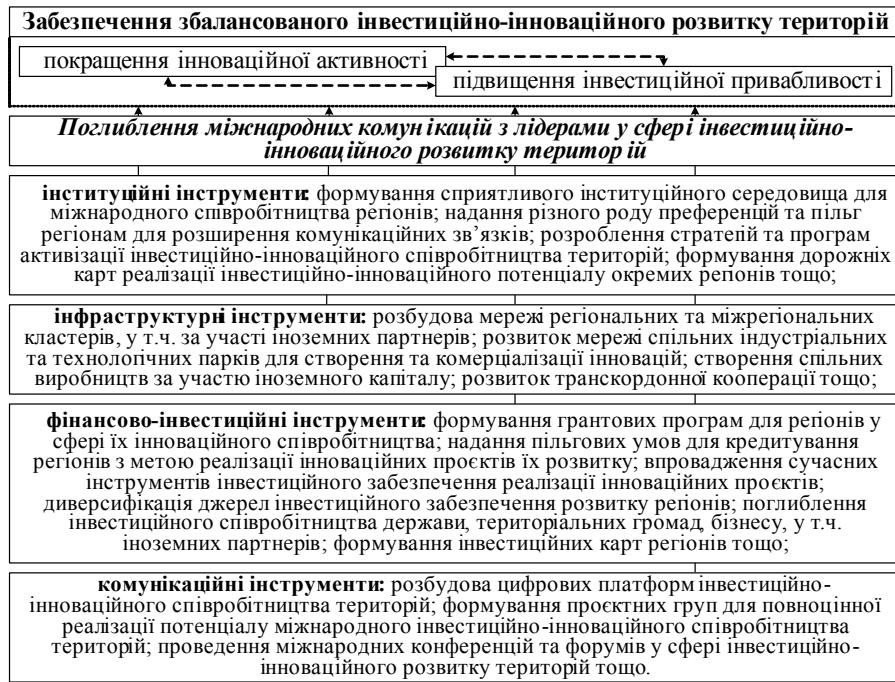 Забезпечення збалансованого інвестиційно-інноваційного розвитку територій
покращення інноваційної активності
підвищення інвестиційної привабливості
Поглиблення міжнародних комунікацій з лідерами у сфері інвестиційно-
інноваційного розвитку територій
інституційні інструменти: формування сприятливого інституційного середовища для
міжнародного співробітництва регіонів; надання різного роду преференцій та пільг
регіонам для розширення комунікаційних зв’язків; розроблення стратегій та програм
активізації інвестиційно-інноваційного співробітництва територій; формування дорожніх
карт реалізації інвестиційно-інноваційного потенціалу окремих регіонів тощо;
інфраструктурні інструменти: розбудова мережі регіональних та міжрегіональних
кластерів, у т.ч. за участі іноземних партнерів; розвиток мережі спільних індустріальних
та технологічних парків для створення та комерціалізації інновацій; створення спільних
виробництв за участю іноземного капіталу; розвиток транскордонної кооперації тощо;
фінансово-інвестиційні інструменти: формування грантових програм для регіонів у
сфері їх інноваційного співробітництва; надання пільгових умов для кредитування
регіонів з метою реалізації інноваційних проєктів їх розвитку; впровадження сучасних
інструментів інвестиційного забезпечення реалізації інноваційних проєктів;
диверсифікація джерел інвестиційного забезпечення розвитку регіонів; поглиблення
інвестиційного співробітництва держави, територіальних громад, бізнесу, у т.ч.
іноземних партнерів; формування інвестиційних карт регіонів тощо;
комунікаційні інструменти: розбудова цифрових платформ інвестиційно-
інноваційного співробітництва територій; формування проєктних груп для повноцінної
реалізації потенціалу міжнародного інвестиційно-інноваційного співробітництва
територій; проведення міжнародних конференцій та форумів у сфері інвестиційно-
інноваційного розвитку територій тощо.